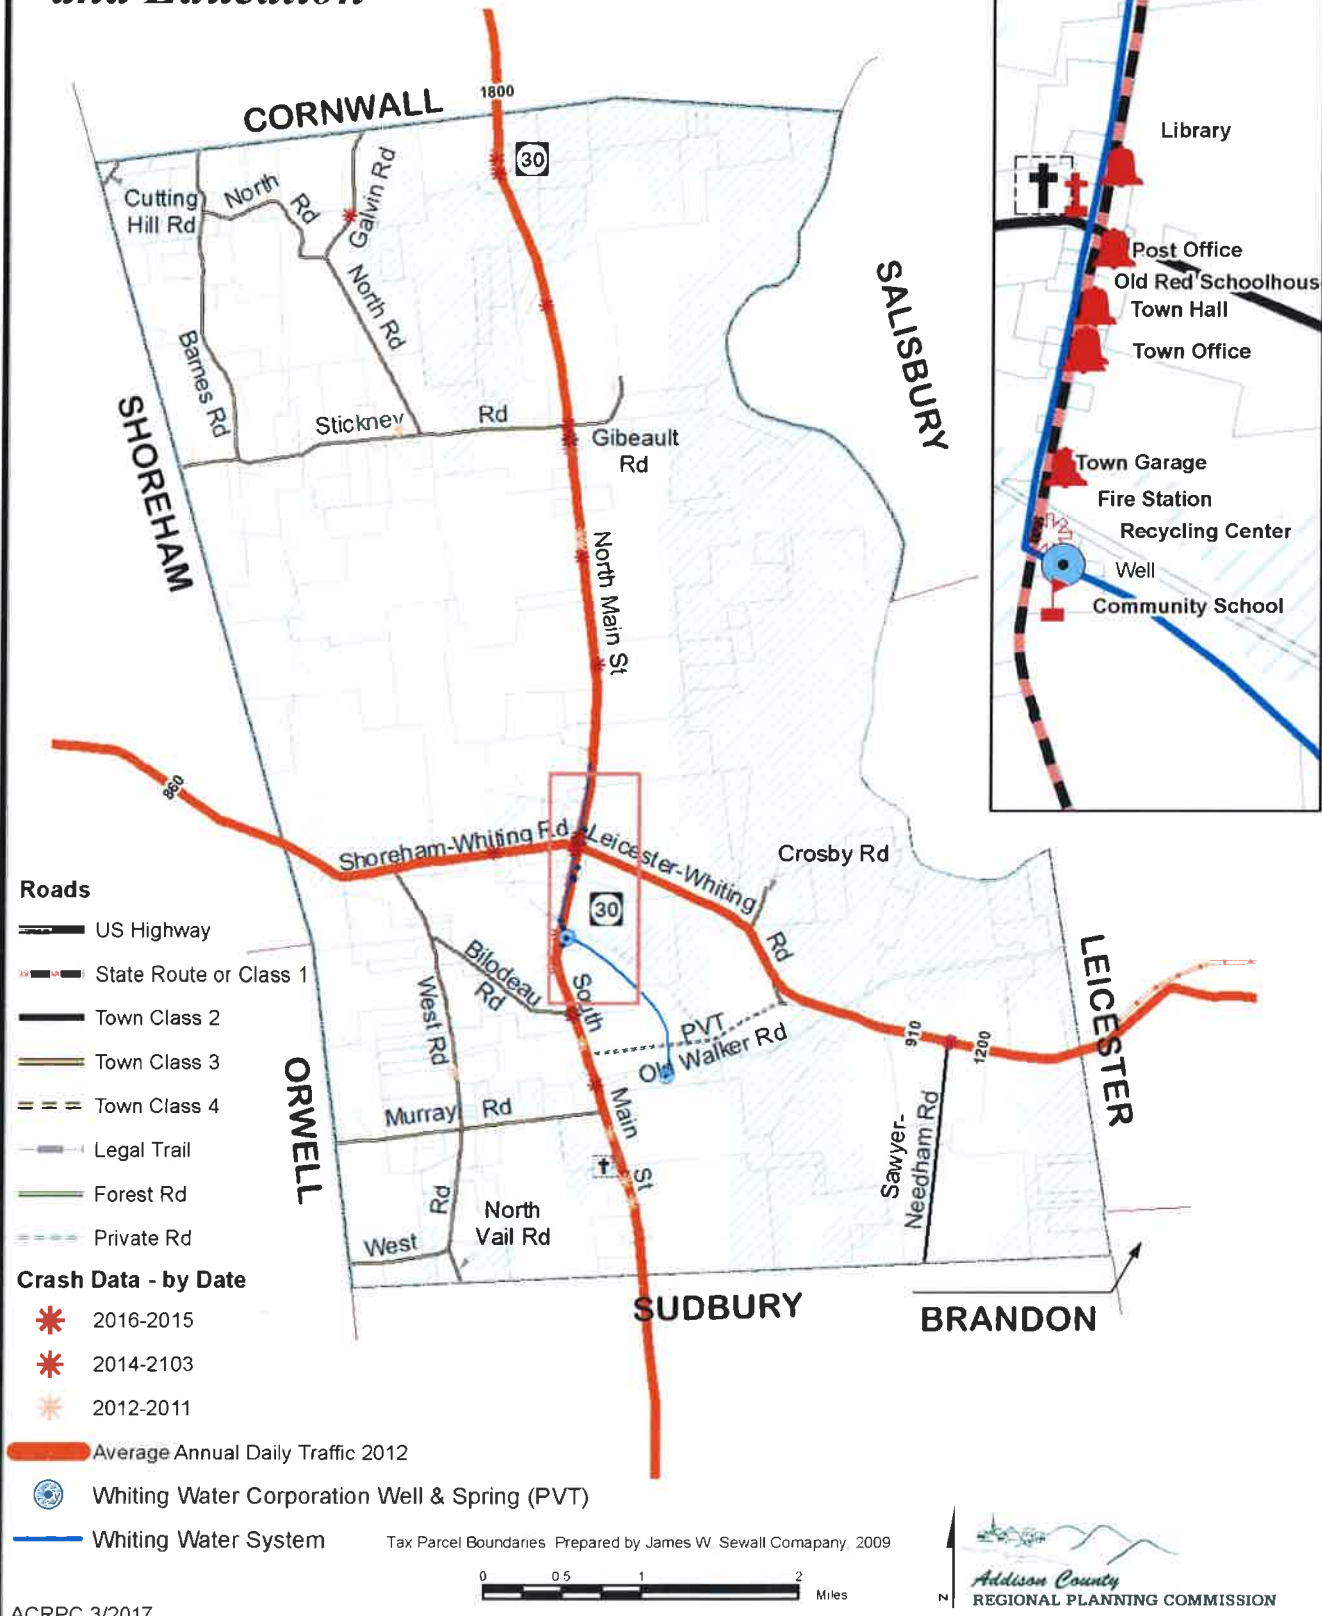 and Education
CORNWALL
1800
30
Cutting
Hill Rd
North
Rd
Galvin Rd
North Rd
Barnes Rd
SHOREHAM
Stickney
Rd
Gibeault
Rd
SALISBURY
North Main St
860
Shoreham-Whiting Rd
Leicester-Whiting
Rd
Crosby Rd
30
Bilodeau
Rd
West Rd
South
Main
St
PVT
Old Walker Rd
910
1200
LEICESTER
ORWELL
Murray
Rd
Rd
West
North
Vail Rd
Sawyer-
Needham Rd
SUDBURY
BRANDON
Library
Post Office
Old Red Schoolhous
Town Hall
Town Office
Town Garage
Fire Station
Recycling Center
Well
Community School
Roads
US Highway
State Route or Class 1
Town Class 2
Town Class 3
Town Class 4
Legal Trail
Forest Rd
Private Rd
Crash Data - by Date
2016-2015
2014-2103
2012-2011
Average Annual Daily Traffic 2012
Whiting Water Corporation Well & Spring (PVT)
Whiting Water System
Tax Parcel Boundaries Prepared by James W. Sewall Comapany, 2009
0 0.5 1 2
Miles
N
Addison County
REGIONAL PLANNING COMMISSION
ACRPC 3/2017